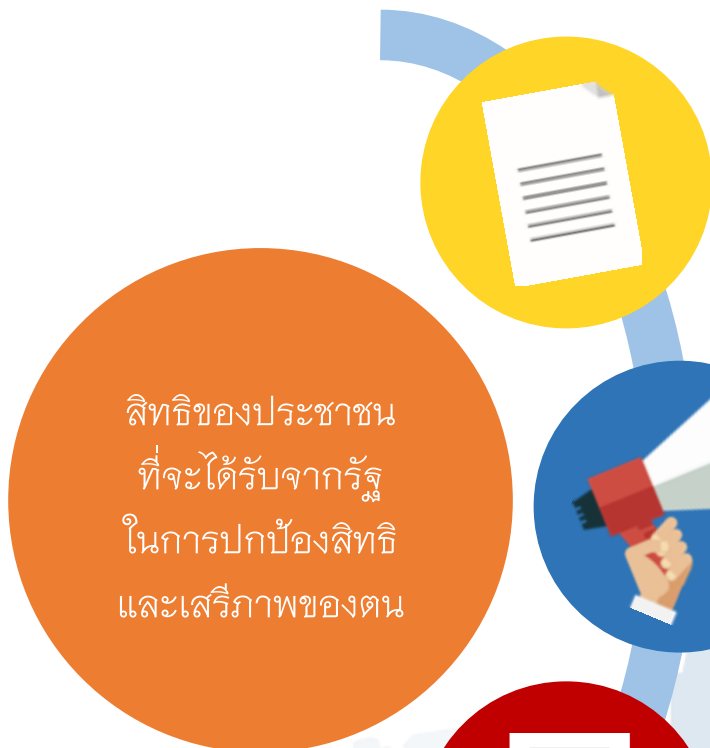 สิทธิของประชาชน
ที่จะได้รับจากรัฐ
ในการปกป้องสิทธิ
และเสรีภาพของตน